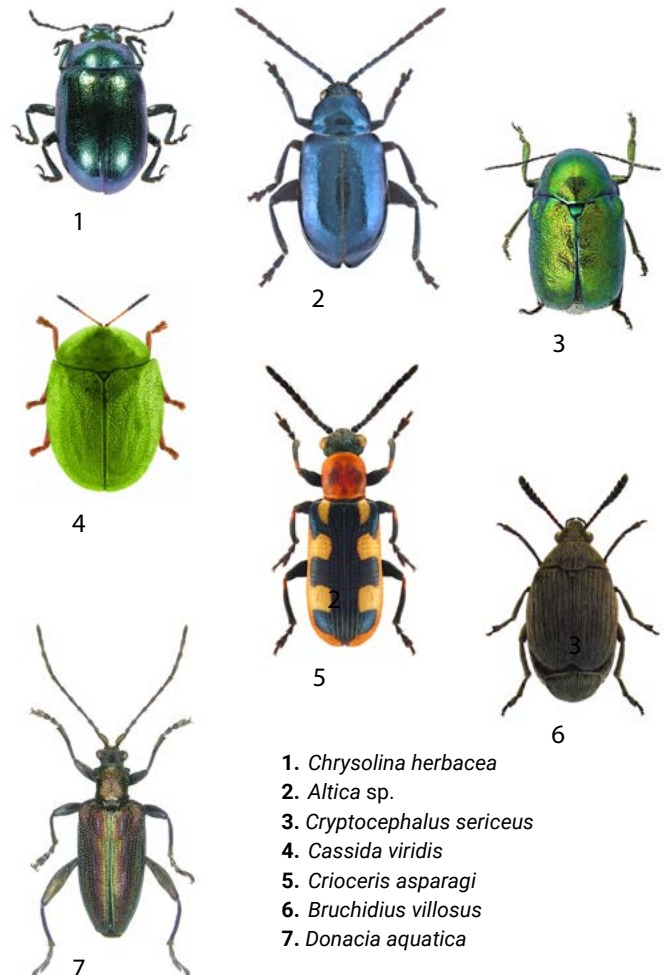 1
2
3
4
2
3
5
6
7
1. Chrysolina herbacea
2. Altica sp.
3. Cryptocephalus sericeus
4. Cassida viridis
5. Crioceris asparagi
6. Bruchidius villosus
7. Donacia aquatica